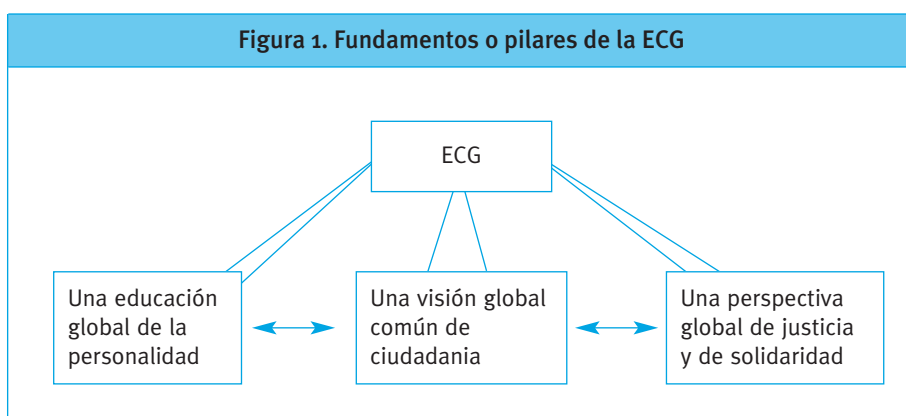 Figura 1. Fundamentos o pilares de la ECG
ECG
Una educación
global de la
personalidad
Una visión global
común de
ciudadania
Una perspectiva
global de justicia
y de solidaridad